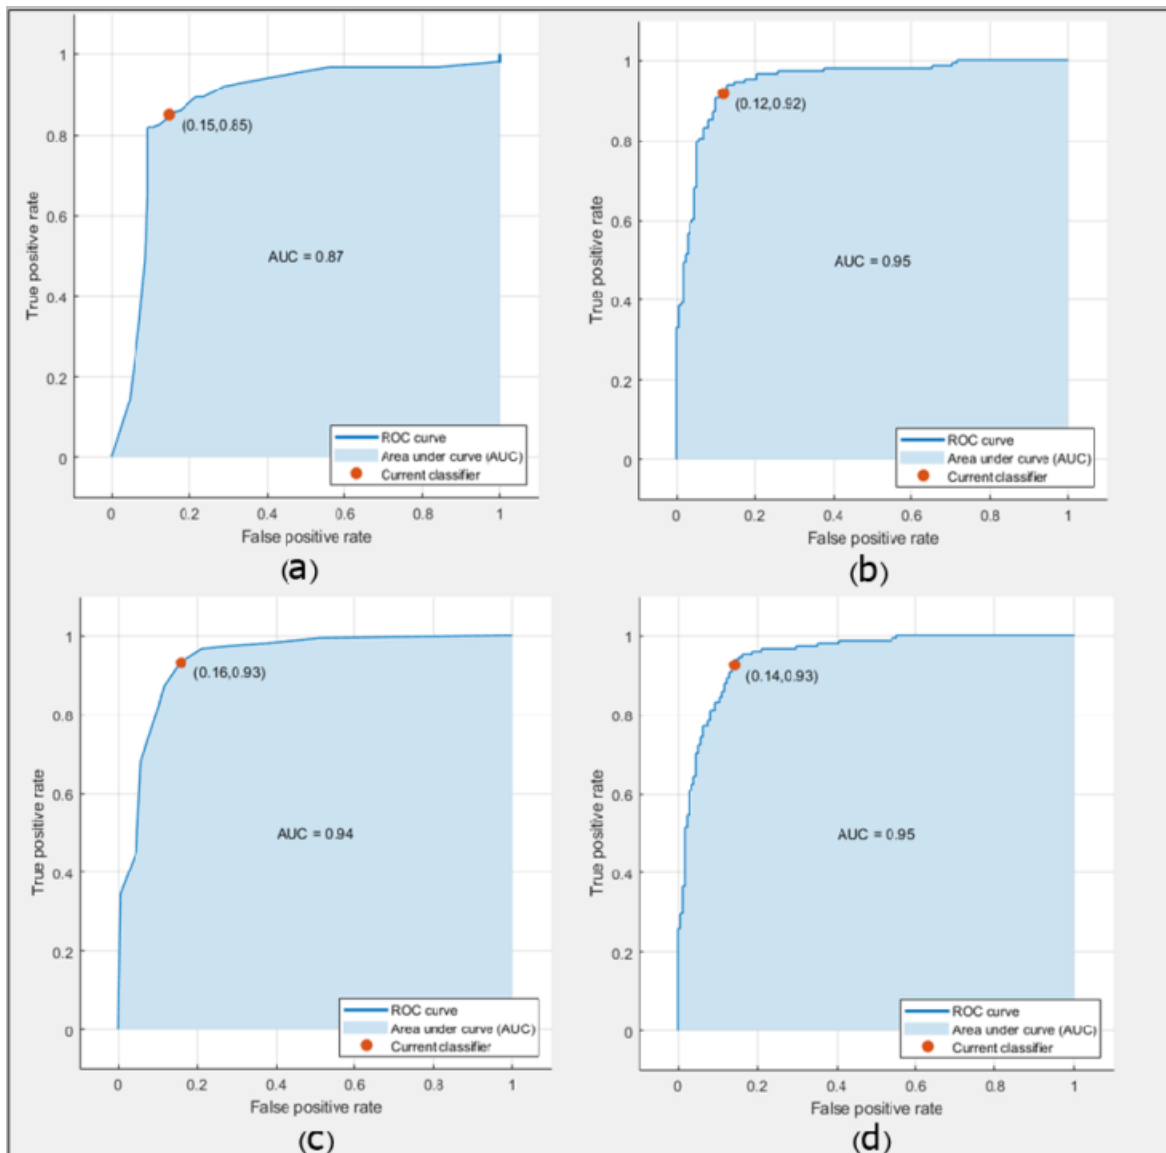 1
0.8
0.6
0.4
0.2
0
True positive rate
(0.15,0.85)
AUC = 0.87
ROC curve
Area under curve (AUC)
Current classifier
0 0.2 0.4 0.6 0.8 1
False positive rate
(a)
1
0.8
0.6
0.4
0.2
0
True positive rate
(0.12,0.92)
AUC = 0.95
ROC curve
Area under curve (AUC)
Current classifier
0 0.2 0.4 0.6 0.8 1
False positive rate
(b)
1
0.8
0.6
0.4
0.2
0
True positive rate
(0.16,0.93)
AUC = 0.94
ROC curve
Area under curve (AUC)
Current classifier
0 0.2 0.4 0.6 0.8 1
False positive rate
(c)
1
0.8
0.6
0.4
0.2
0
True positive rate
(0.14,0.93)
AUC = 0.95
ROC curve
Area under curve (AUC)
Current classifier
0 0.2 0.4 0.6 0.8 1
False positive rate
(d)